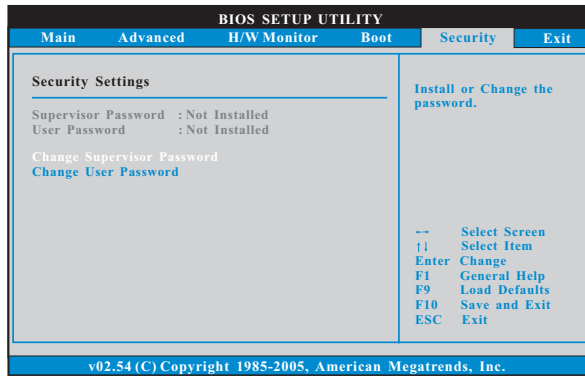 BIOS SETUP UTILITY
Main Advanced H/W Monitor Boot Security Exit
Security Settings
Supervisor Password : Not Installed
User Password : Not Installed
Change Supervisor Password
Change User Password
Install or Change the
password.
←→ Select Screen
↑↓ Select Item
Enter Change
F1 General Help
F9 Load Defaults
F10 Save and Exit
ESC Exit
v02.54 (C) Copyright 1985-2005, American Megatrends, Inc.